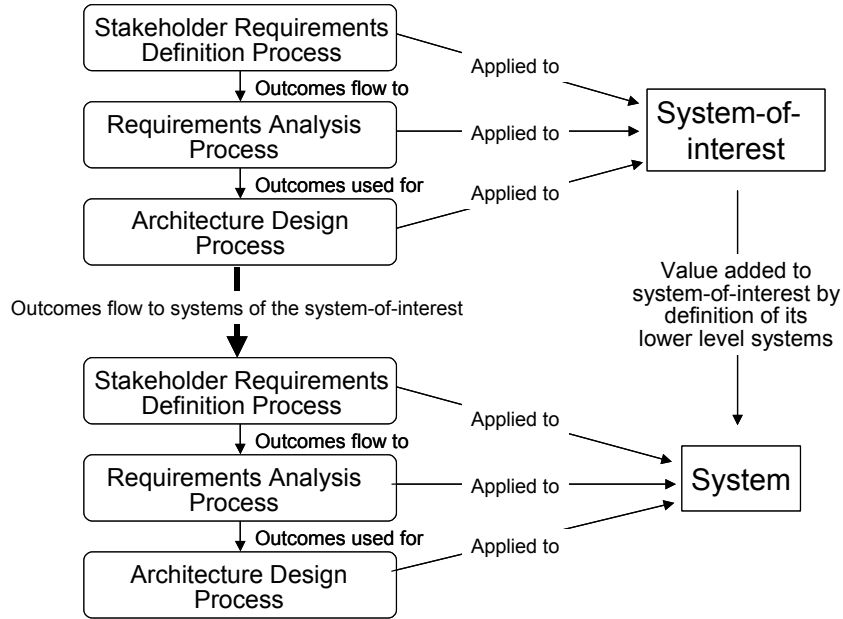 Stakeholder Requirements
Definition Process
Applied to
Outcomes flow to
System-of-
interest
Requirements Analysis
Process
Applied to
Outcomes used for
Applied to
Architecture Design
Process
Outcomes flow to systems of the system-of-interest
Value added to
system-of-interest by
definition of its
lower level systems
Stakeholder Requirements
Definition Process
Applied to
Outcomes flow to
Requirements Analysis
Process
Applied to
System
Outcomes used for
Applied to
Architecture Design
Process